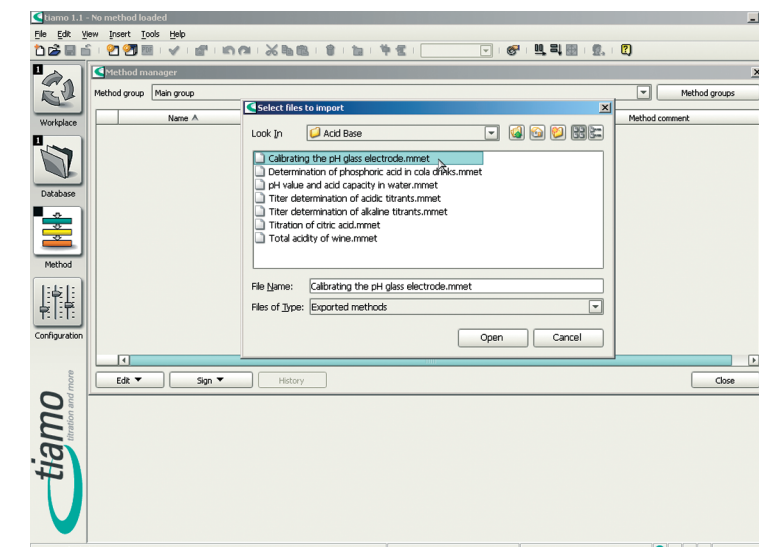 tiamo 1.1 - No method loaded
File Edit View Insert Tools Help
1
Workplace
1
Database
Method
Configuration
tiamo
titration and more
Method manager
Method group Main group Method groups
Name Method comment
Select files to import
Look In Acid Base
Calibrating the pH glass electrode.mmet
Determination of phosphoric acid in cola drinks.mmet
pH value and acid capacity in water.mmet
Titer determination of acidic titrants.mmet
Titer determination of alkaline titrants.mmet
Titration of citric acid.mmet
Total acidity of wine.mmet
File Name: Calibrating the pH glass electrode.mmet
Files of Type: Exported methods
Open Cancel
Edit Sign History Close